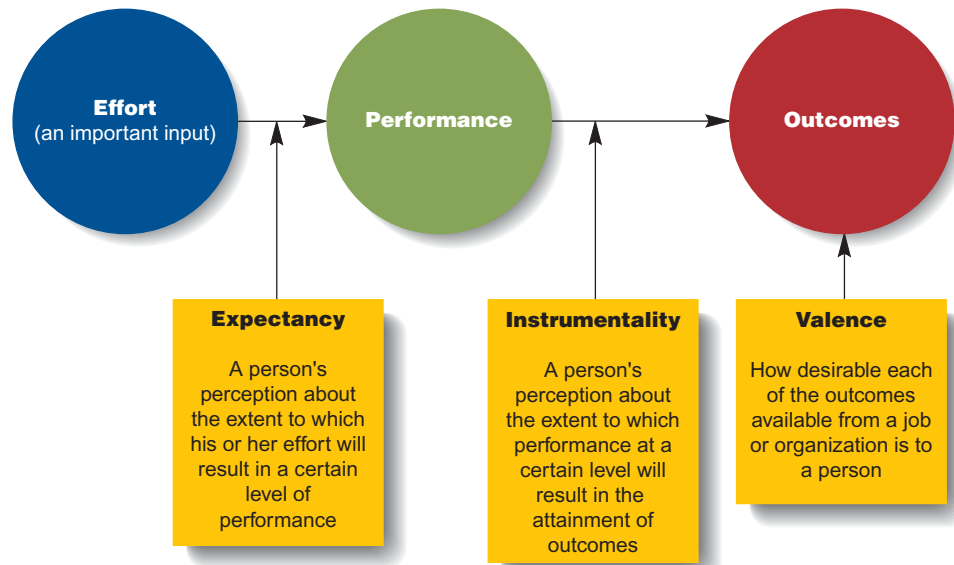 Effort
(an important input)
Performance
Outcomes
Expectancy
A person's
perception about
the extent to which
his or her effort will
result in a certain
level of
performance
Instrumentality
A person's
perception about
the extent to which
performance at a
certain level will
result in the
attainment of
outcomes
Valence
How desirable each
of the outcomes
available from a job
or organization is to
a person